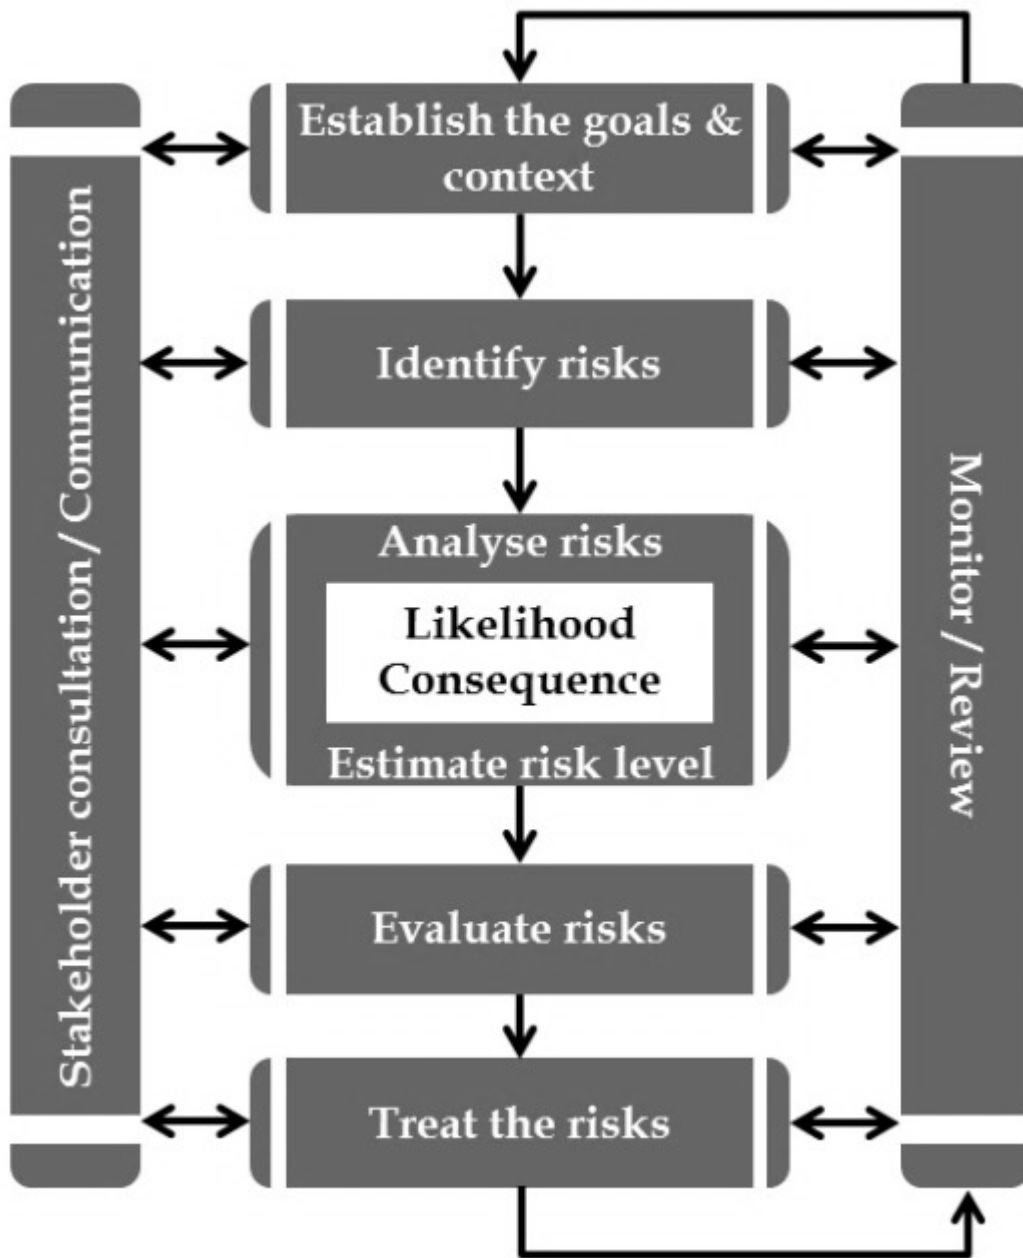 Establish the goals &
context
Identify risks
Analyse risks
Likelihood
Consequence
Estimate risk level
Evaluate risks
Treat the risks
Stakeholder consultation/ Communication
Monitor / Review